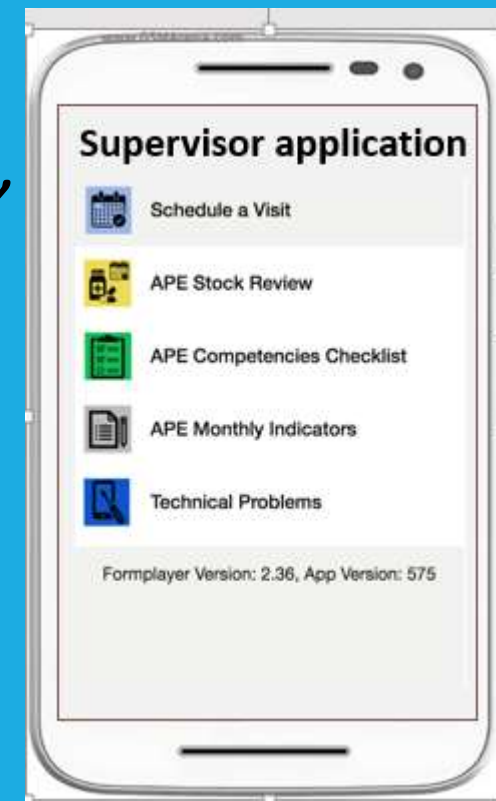 Supervisor application
Schedule a Visit
APE Stock Review
APE Competencies Checklist
APE Monthly Indicators
Technical Problems
Formplayer Version: 2.36, App Version: 575